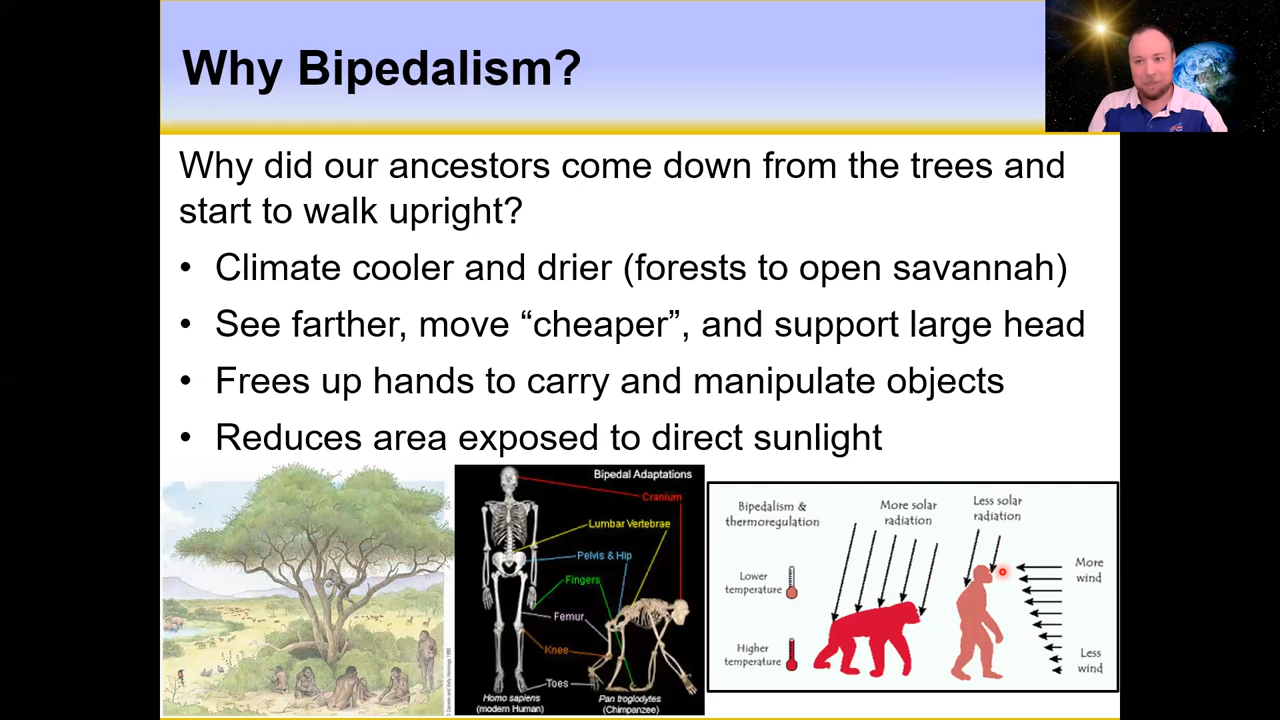 Why Bipedalism?
Why did our ancestors come down from the trees and
start to walk upright?
• Climate cooler and drier (forests to open savannah)
• See farther, move “cheaper”, and support large head
• Frees up hands to carry and manipulate objects
• Reduces area exposed to direct sunlight
Bipedal Adaptations
Cranium
Lumbar Vertebrae
Pelvis & Hip
Fingers
Femur
Knee
Toes
Homo sapiens
(modern Human)
Pan troglodytes
(Chimpanzee)
Bipedalism &
thermoregulation
More solar
radiation
Less solar
radiation
Lower
temperature
Higher
temperature
More
wind
Less
wind